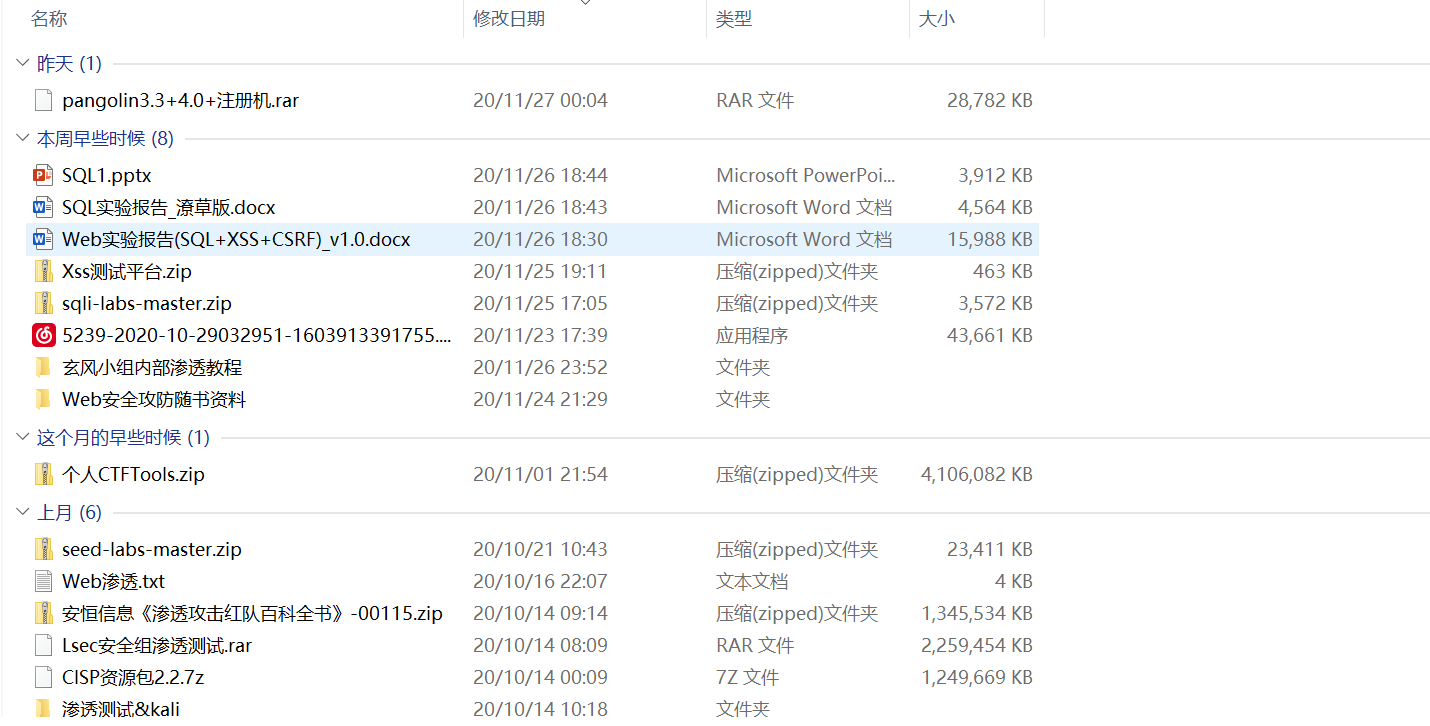 名称 修改日期 类型 大小
昨天 (1)
pangolin3.3+4.0+注册机.rar 20/11/27 00:04 RAR 文件 28,782 KB
本周早些时候 (8)
SQL1.pptx 20/11/26 18:44 Microsoft PowerPoi... 3,912 KB
SQL实验报告_潦草版.docx 20/11/26 18:43 Microsoft Word 文档 4,564 KB
Web实验报告(SQL+XSS+CSRF)_v1.0.docx 20/11/26 18:30 Microsoft Word 文档 15,988 KB
Xss测试平台.zip 20/11/25 19:11 压缩(zipped)文件夹 463 KB
sqli-labs-master.zip 20/11/25 17:05 压缩(zipped)文件夹 3,572 KB
5239-2020-10-29032951-1603913391755.... 20/11/23 17:39 应用程序 43,661 KB
玄风小组内部渗透教程 20/11/26 23:52 文件夹
Web安全攻防随书资料 20/11/24 21:29 文件夹
这个月的早些时候 (1)
个人CTFTools.zip 20/11/01 21:54 压缩(zipped)文件夹 4,106,082 KB
上月 (6)
seed-labs-master.zip 20/10/21 10:43 压缩(zipped)文件夹 23,411 KB
Web渗透.txt 20/10/16 22:07 文本文档 4 KB
安恒信息《渗透攻击红队百科全书》-00115.zip 20/10/14 09:14 压缩(zipped)文件夹 1,345,534 KB
Lsec安全组渗透测试.rar 20/10/14 08:09 RAR 文件 2,259,454 KB
CISP资源包2.2.7z 20/10/14 00:09 7Z 文件 1,249,669 KB
渗透测试&kali 20/10/14 10:18 文件夹